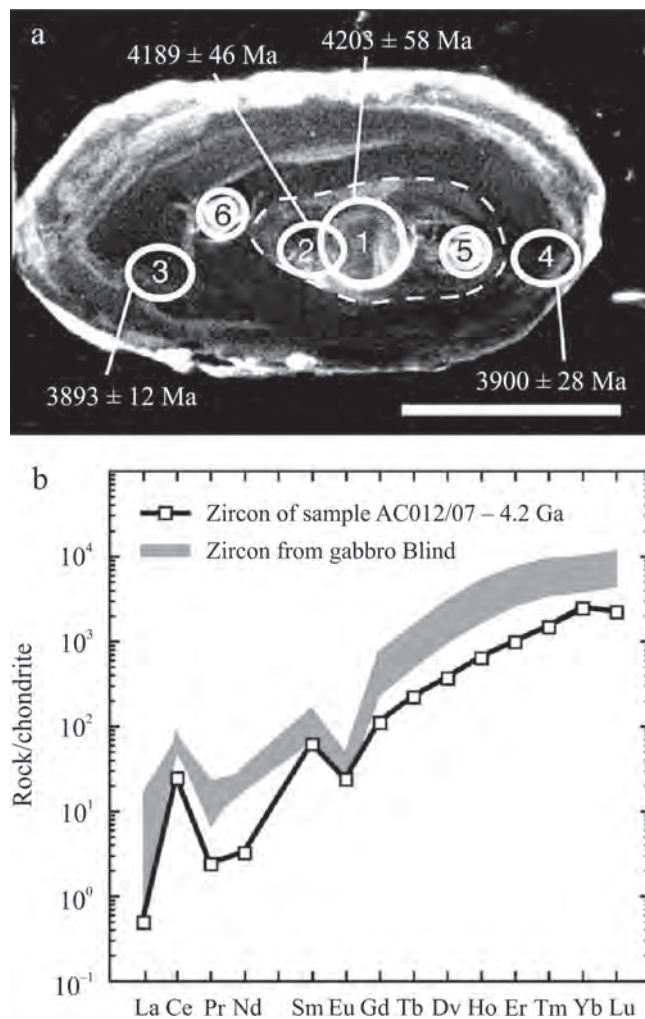 a
4189 ± 46 Ma
4203 ± 58 Ma
6
2
1
5
3
4
3893 ± 12 Ma
3900 ± 28 Ma
b
Zircon of sample AC012/07 – 4.2 Ga
Zircon from gabbro Blind
10⁴
10³
10²
10¹
10⁰
10⁻¹
Rock/chondrite
La Ce Pr Nd Sm Eu Gd Tb Dy Ho Er Tm Yb Lu